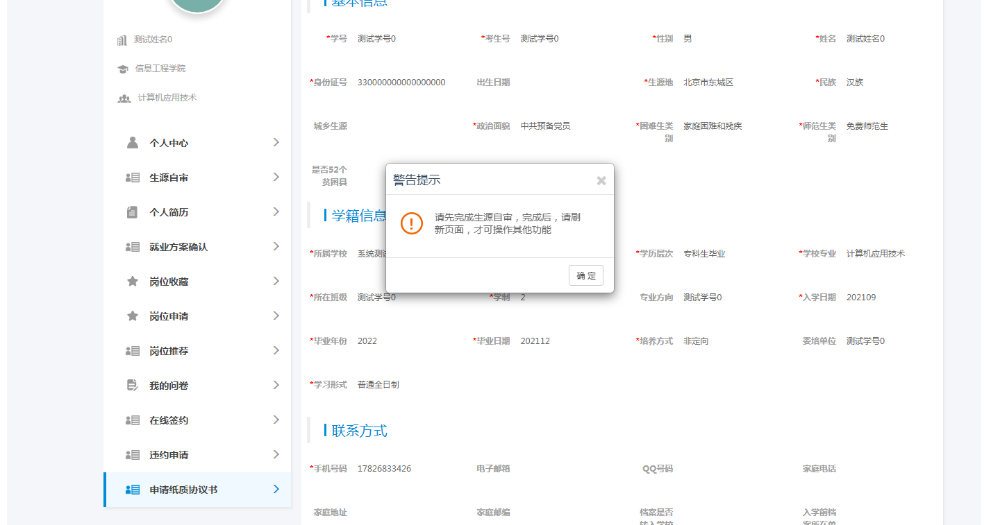 测试姓名0
信息工程学院
计算机应用技术
个人中心
生源自审
个人简历
就业方案确认
岗位收藏
岗位申请
岗位推荐
我的问卷
在线签约
违约申请
申请纸质协议书
基本信息
*学号 测试学号0 *考生号 测试学号0 *性别 男 *姓名 测试姓名0
*身份证号 330000000000000000 出生日期 *生源地 北京市东城区 *民族 汉族
城乡生源 *政治面貌 中共预备党员 *困难生类别 家庭困难和残疾 *师范生类别 免费师范生
是否52个
贫困县
警告提示
请先完成生源自审，完成后，请刷
新页面，才可操作其他功能
确 定
学籍信息
*所属学校 系统测试 *学历层次 专科生毕业 *学校专业 计算机应用技术
*所在班级 测试学号0 *学制 2 专业方向 测试学号0 *入学日期 202109
*毕业年份 2022 *毕业日期 202112 *培养方式 非定向 委培单位 测试学号0
*学习形式 普通全日制
联系方式
*手机号码 17826833426 电子邮箱 QQ号码 家庭电话
家庭地址 家庭邮编 档案是否 入学前档
转入学校 案所在单